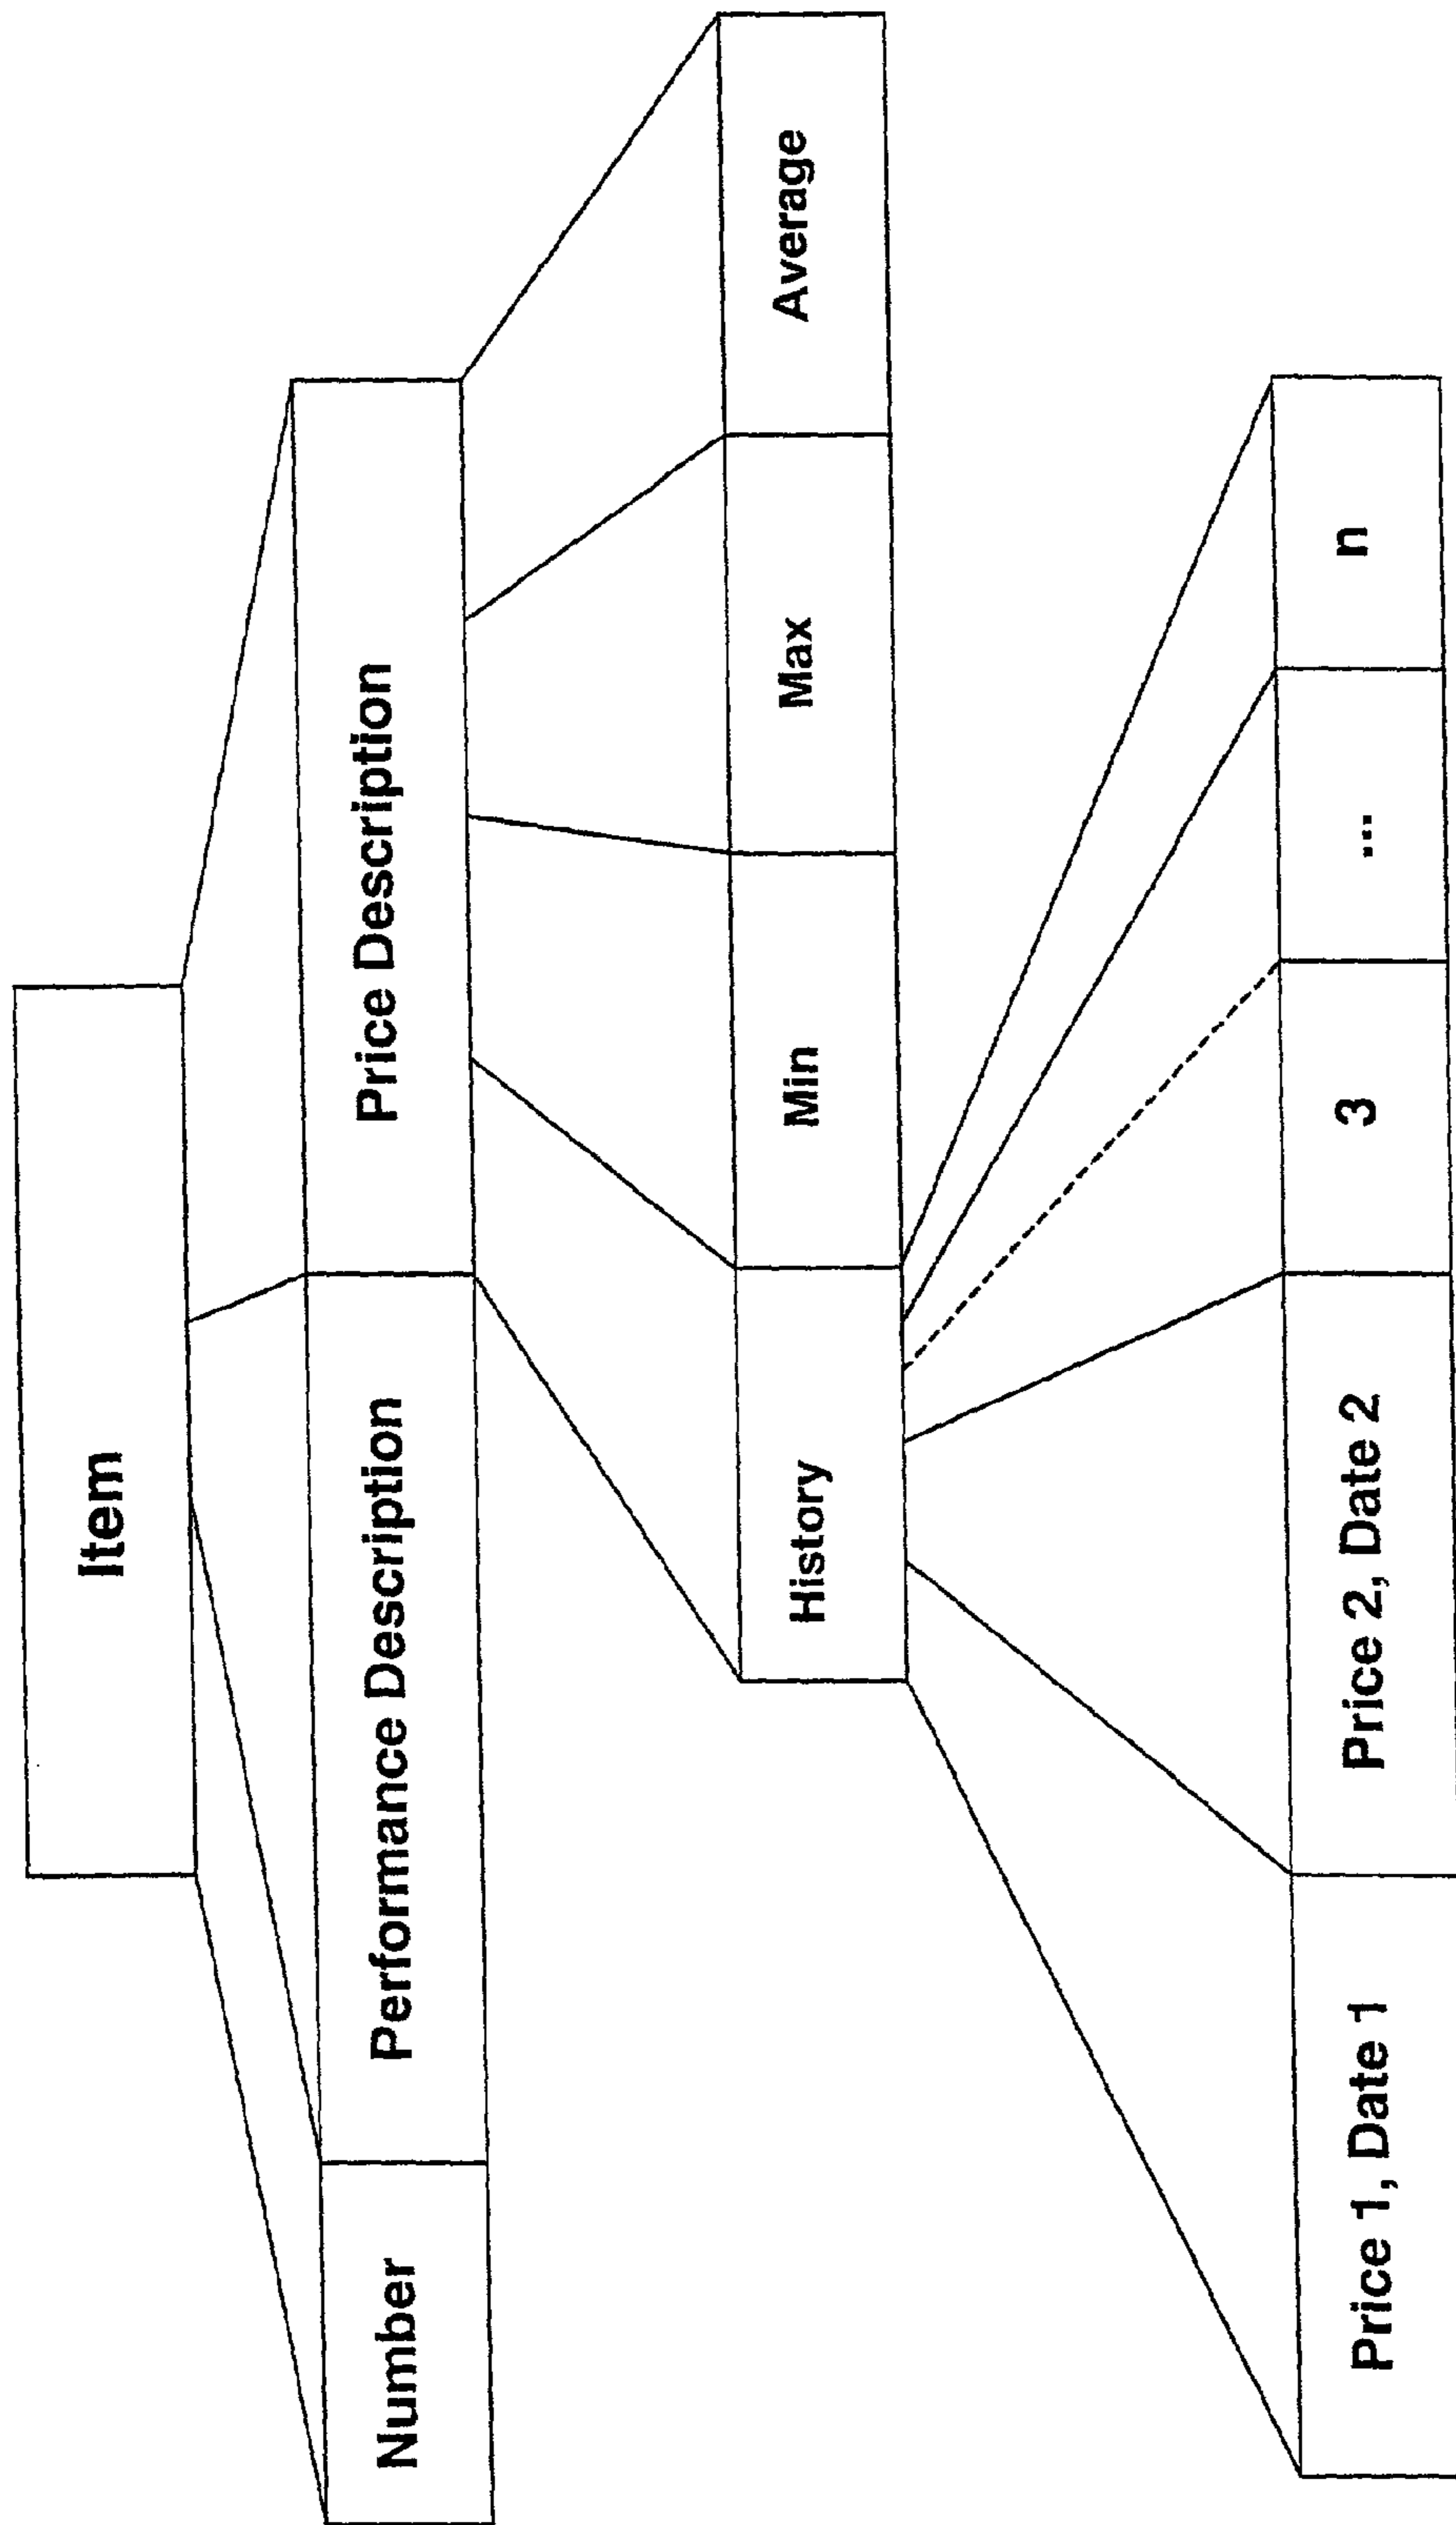 Item
Number
Performance Description
Price Description
History
Min
Max
Average
Price 1, Date 1
Price 2, Date 2
3
...
n